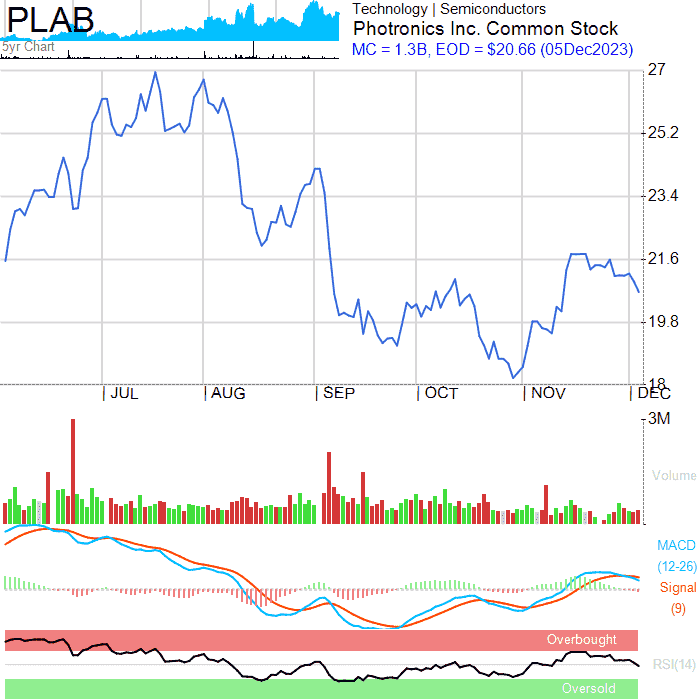 PLAB
5yr Chart
Technology | Semiconductors
Photronics Inc. Common Stock
MC = 1.3B, EOD = $20.66 (05Dec2023)
27
25.2
23.4
21.6
19.8
18
| JUL | AUG | SEP | OCT | NOV | DEC
3M
Volume
MACD
(12-26)
Signal
(9)
Overbought
RSI(14)
Oversold